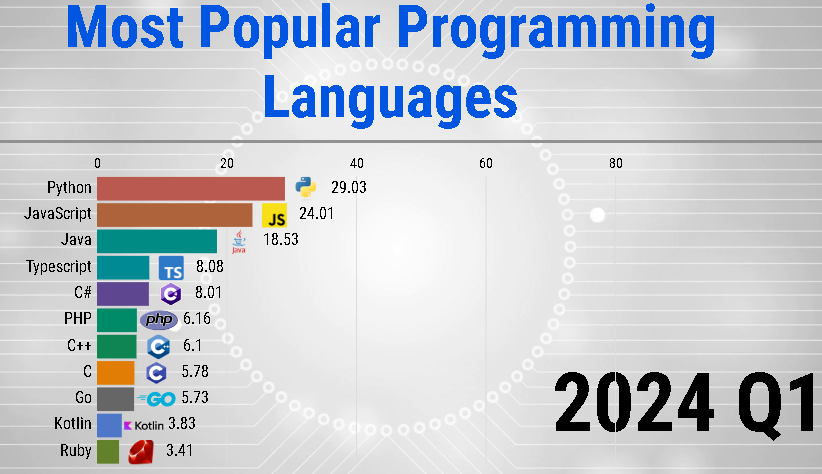 Most Popular Programming
Languages
0 20 40 60 80
Python 29.03
JavaScript JS 24.01
Java Java 18.53
Typescript TS 8.08
C# C# 8.01
PHP php 6.16
C++ C++ 6.1
C C 5.78
Go GO 5.73
Kotlin Kotlin 3.83
Ruby 3.41
2024 Q1